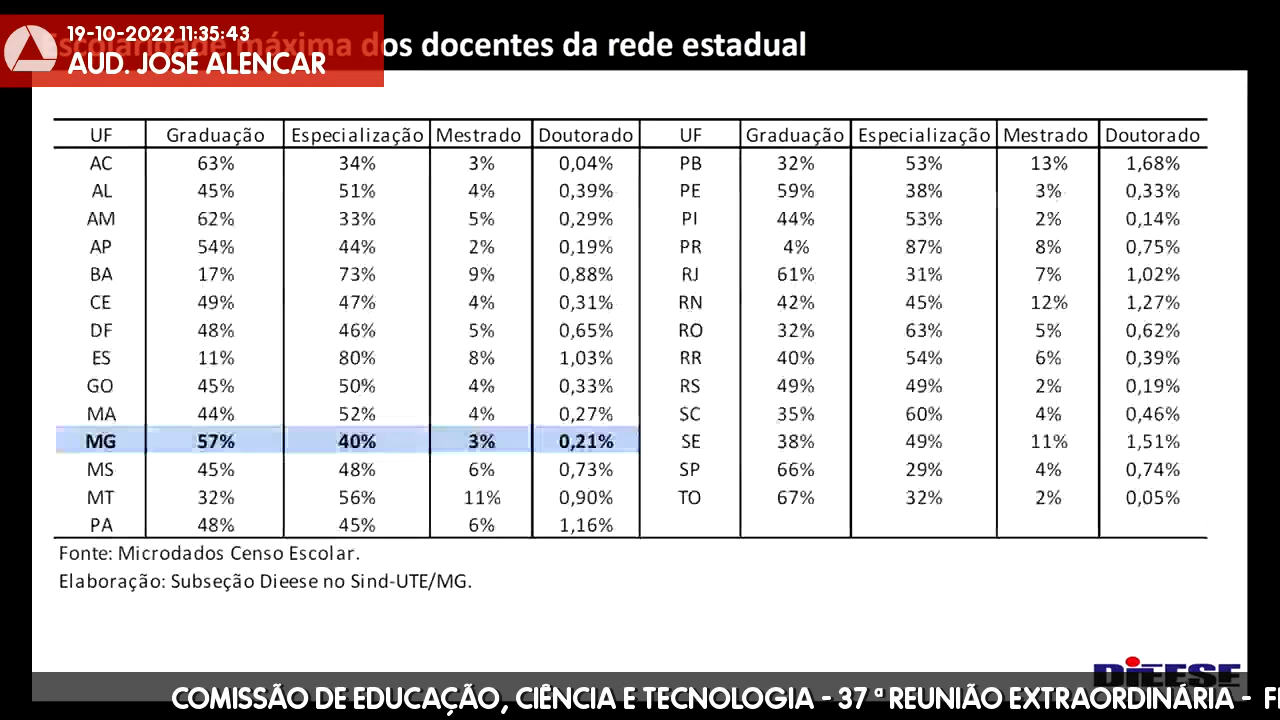 19-10-2022 11:35:43
AUD. JOSÉ ALENCAR
Escolaridade máxima dos docentes da rede estadual
UF Graduação Especialização Mestrado Doutorado UF Graduação Especialização Mestrado Doutorado
AC 63% 34% 3% 0,04% PB 32% 53% 13% 1,68%
AL 45% 51% 4% 0,39% PE 59% 38% 3% 0,33%
AM 62% 33% 5% 0,29% PI 44% 53% 2% 0,14%
AP 54% 44% 2% 0,19% PR 4% 87% 8% 0,75%
BA 17% 73% 9% 0,88% RJ 61% 31% 7% 1,02%
CE 49% 47% 4% 0,31% RN 42% 45% 12% 1,27%
DF 48% 46% 5% 0,65% RO 32% 63% 5% 0,62%
ES 11% 80% 8% 1,03% RR 40% 54% 6% 0,39%
GO 45% 50% 4% 0,33% RS 49% 49% 2% 0,19%
MA 44% 52% 4% 0,27% SC 35% 60% 4% 0,46%
MG 57% 40% 3% 0,21% SE 38% 49% 11% 1,51%
MS 45% 48% 6% 0,73% SP 66% 29% 4% 0,74%
MT 32% 56% 11% 0,90% TO 67% 32% 2% 0,05%
PA 48% 45% 6% 1,16%
Fonte: Microdados Censo Escolar.
Elaboração: Subseção Dieese no Sind-UTE/MG.
DIEESE
COMISSÃO DE EDUCAÇÃO, CIÊNCIA E TECNOLOGIA - 37ª REUNIÃO EXTRAORDINÁRIA -